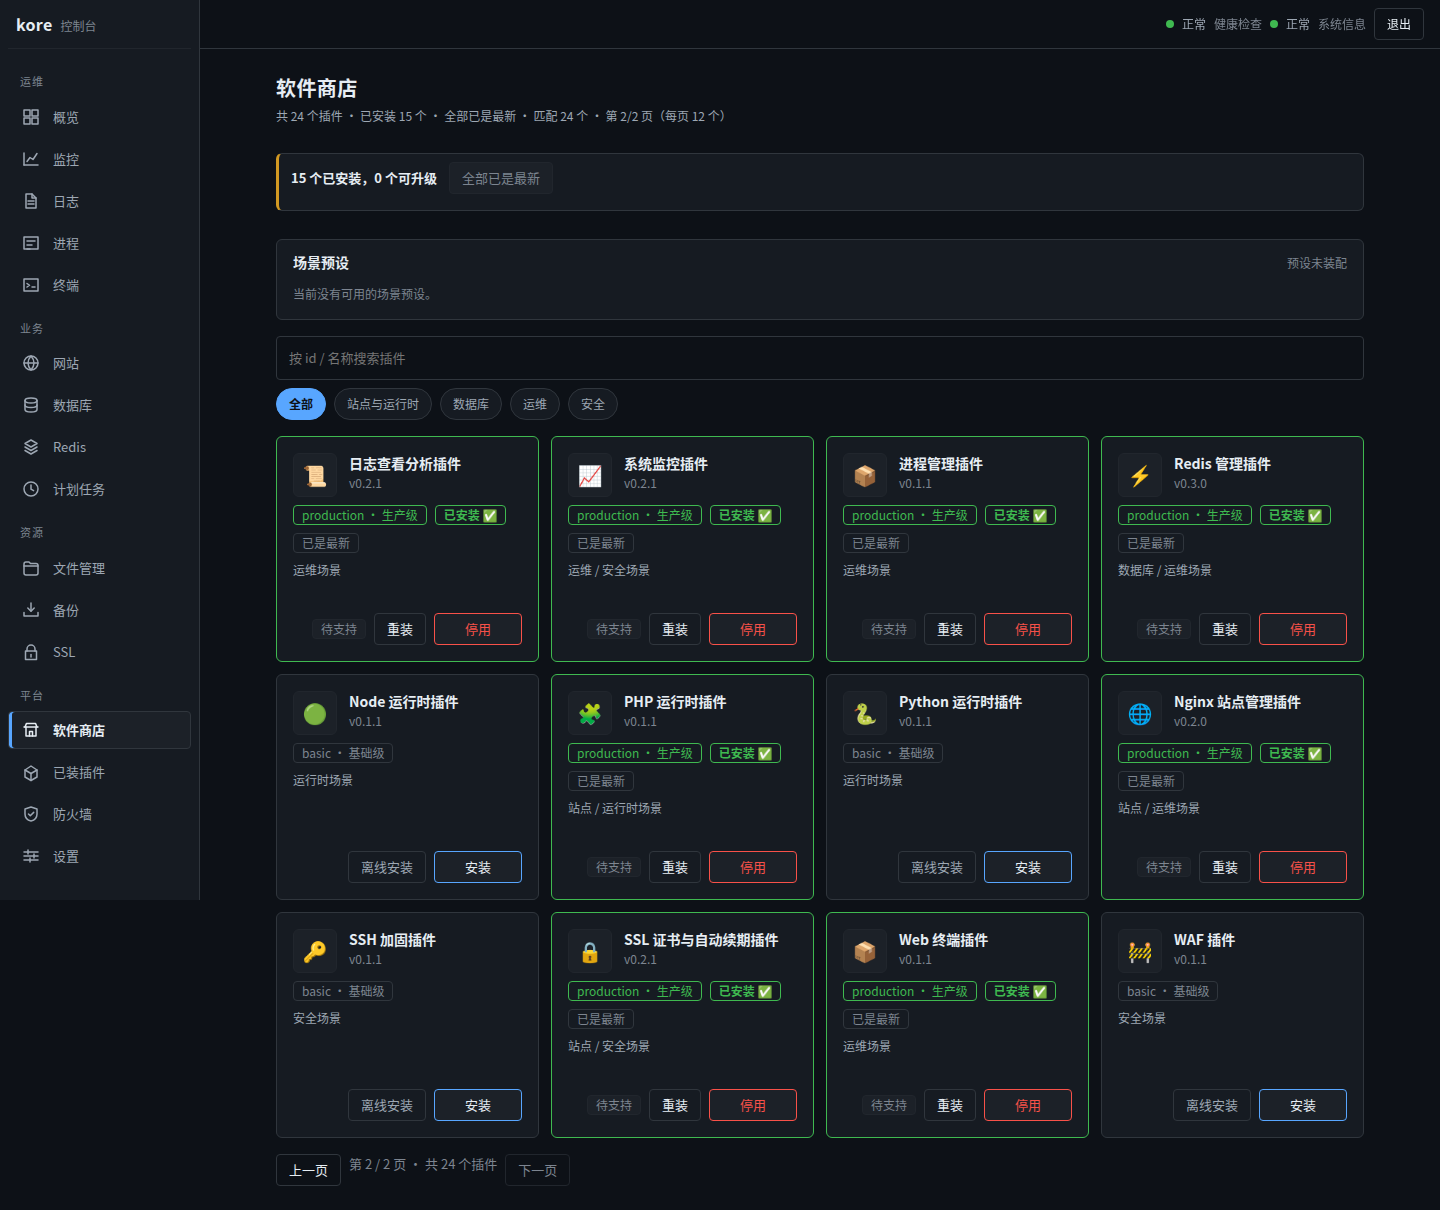 kore 控制台
正常 健康检查 正常 系统信息 退出
运维
概览
监控
日志
进程
终端
业务
网站
数据库
Redis
计划任务
资源
文件管理
备份
SSL
平台
软件商店
已装插件
防火墙
设置
软件商店
共 24 个插件 · 已安装 15 个 · 全部已是最新 · 匹配 24 个 · 第 2/2 页（每页 12 个）
15 个已安装，0 个可升级 全部已是最新
场景预设 预设未装配
当前没有可用的场景预设。
按 id / 名称搜索插件
全部 站点与运行时 数据库 运维 安全
日志查看分析插件
v0.2.1
production · 生产级 已安装 ✅
已是最新
运维场景
待支持 重装 停用
系统监控插件
v0.2.1
production · 生产级 已安装 ✅
已是最新
运维 / 安全场景
待支持 重装 停用
进程管理插件
v0.1.1
production · 生产级 已安装 ✅
已是最新
运维场景
待支持 重装 停用
Redis 管理插件
v0.3.0
production · 生产级 已安装 ✅
已是最新
数据库 / 运维场景
待支持 重装 停用
Node 运行时插件
v0.1.1
basic · 基础级
运行时场景
离线安装 安装
PHP 运行时插件
v0.1.1
production · 生产级 已安装 ✅
已是最新
站点 / 运行时场景
待支持 重装 停用
Python 运行时插件
v0.1.1
basic · 基础级
运行时场景
离线安装 安装
Nginx 站点管理插件
v0.2.0
production · 生产级 已安装 ✅
已是最新
站点 / 运维场景
待支持 重装 停用
SSH 加固插件
v0.1.1
basic · 基础级
安全场景
离线安装 安装
SSL 证书与自动续期插件
v0.2.1
production · 生产级 已安装 ✅
已是最新
站点 / 安全场景
待支持 重装 停用
Web 终端插件
v0.1.1
production · 生产级 已安装 ✅
已是最新
运维场景
待支持 重装 停用
WAF 插件
v0.1.1
basic · 基础级
安全场景
离线安装 安装
上一页 第 2 / 2 页 · 共 24 个插件 下一页